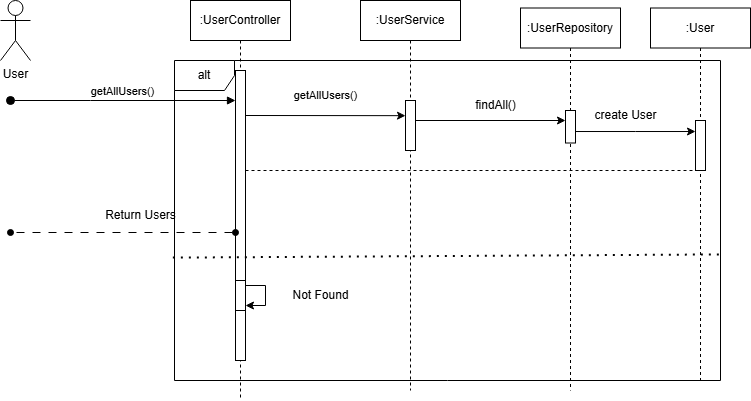 :UserController
:UserService
:UserRepository
:User
User
alt
getAllUsers()
getAllUsers()
findAll()
create User
Return Users
Not Found